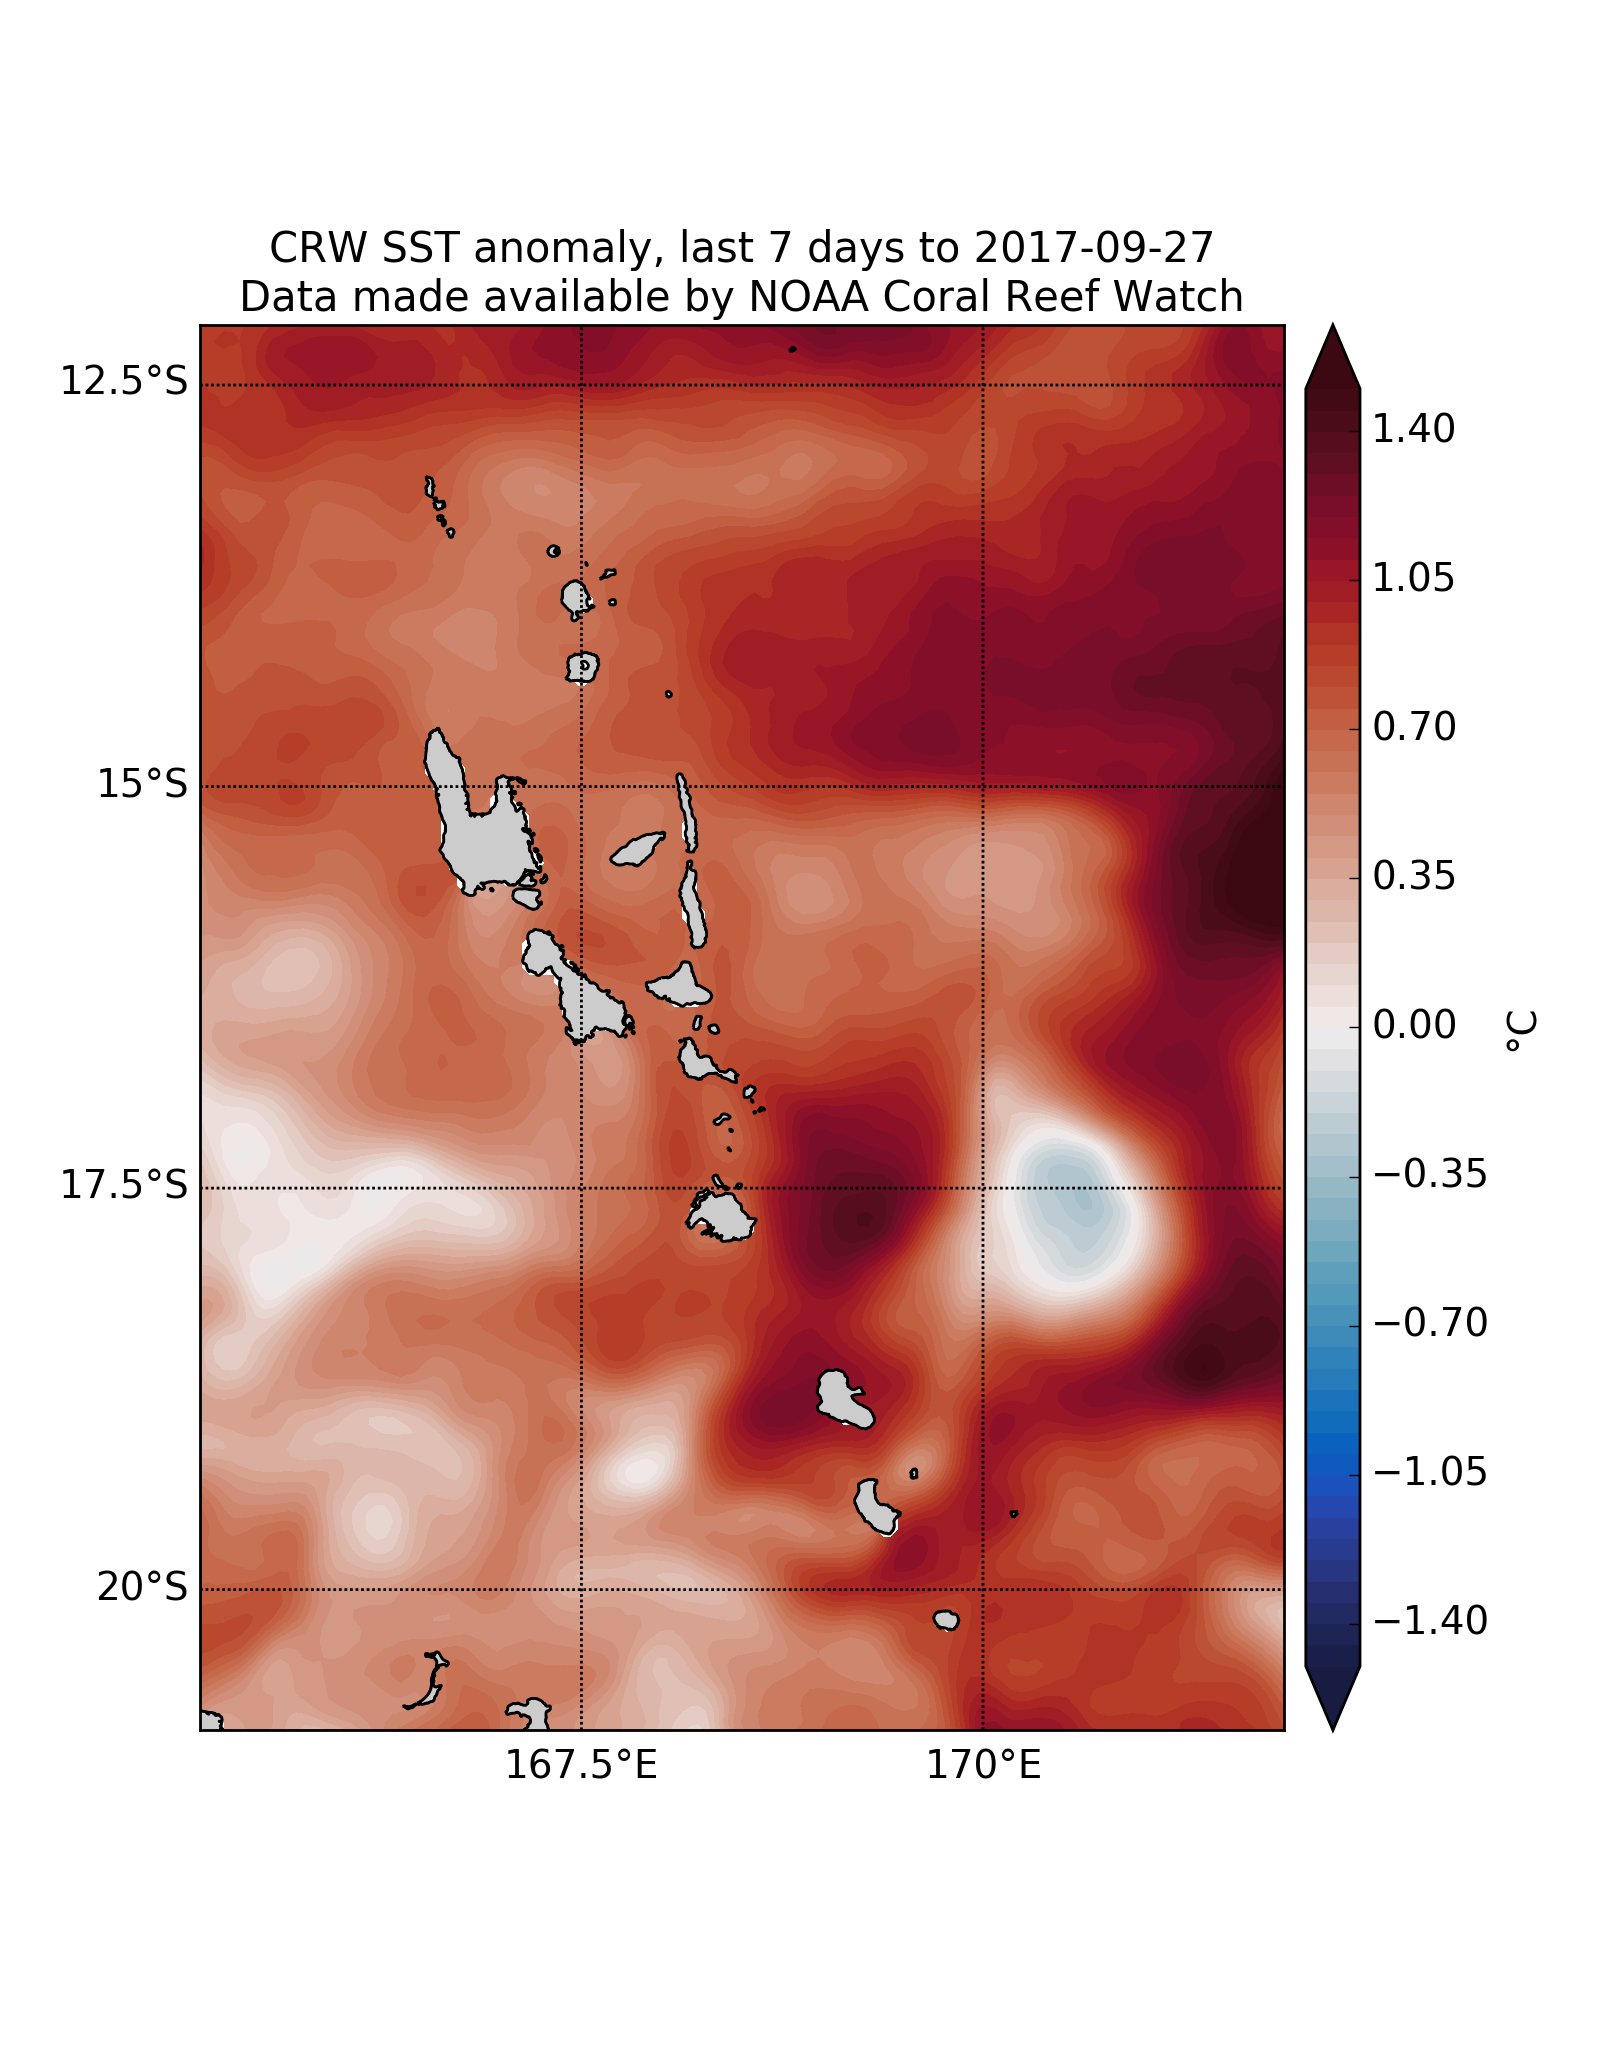 CRW SST anomaly, last 7 days to 2017-09-27
Data made available by NOAA Coral Reef Watch
12.5°S
15°S
17.5°S
20°S
167.5°E
170°E
1.40
1.05
0.70
0.35
0.00
−0.35
−0.70
−1.05
−1.40
°C